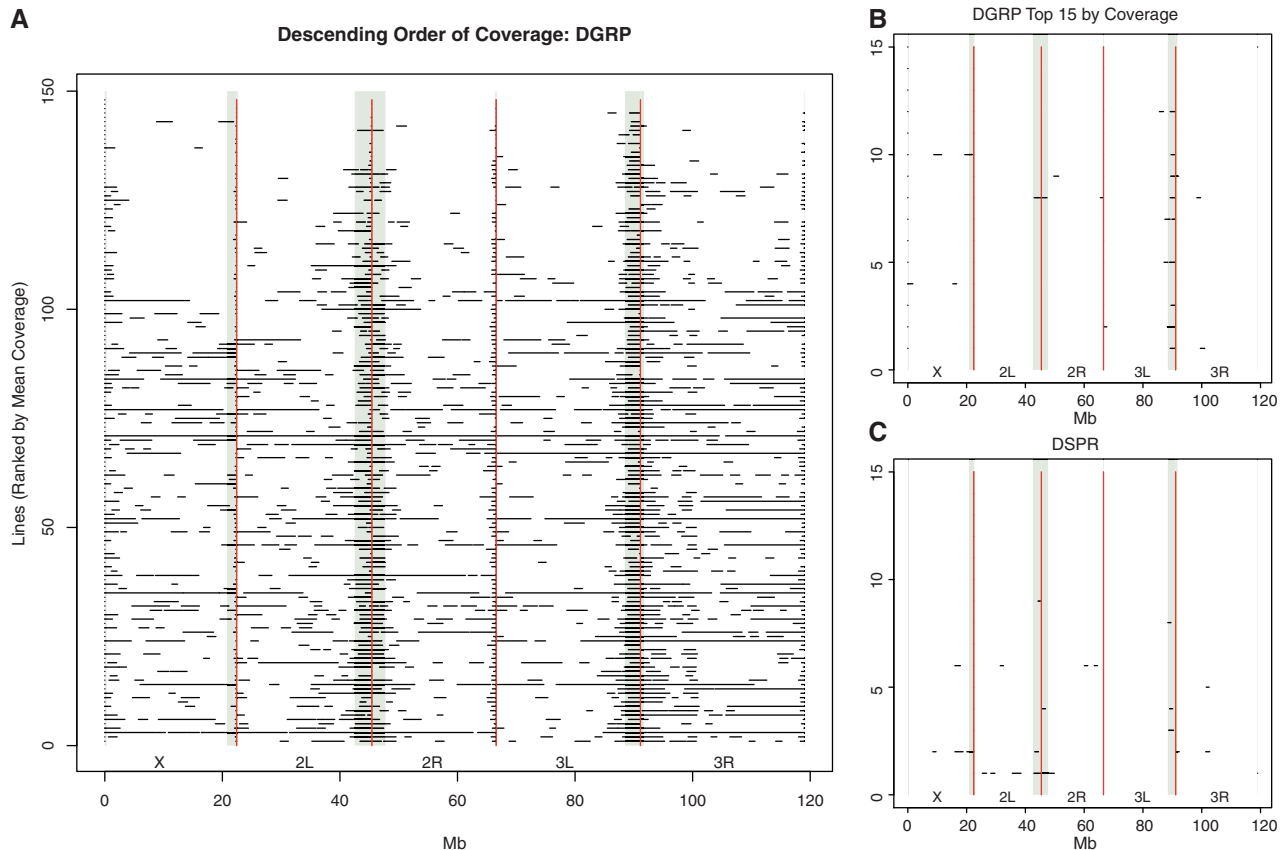 A
Descending Order of Coverage: DGRP
Lines (Ranked by Mean Coverage)
150
100
50
0
X 2L 2R 3L 3R
0 20 40 60 80 100 120
Mb
B
DGRP Top 15 by Coverage
15
10
5
0
X 2L 2R 3L 3R
0 20 40 60 80 100 120
Mb
C
DSPR
15
10
5
0
X 2L 2R 3L 3R
0 20 40 60 80 100 120
Mb